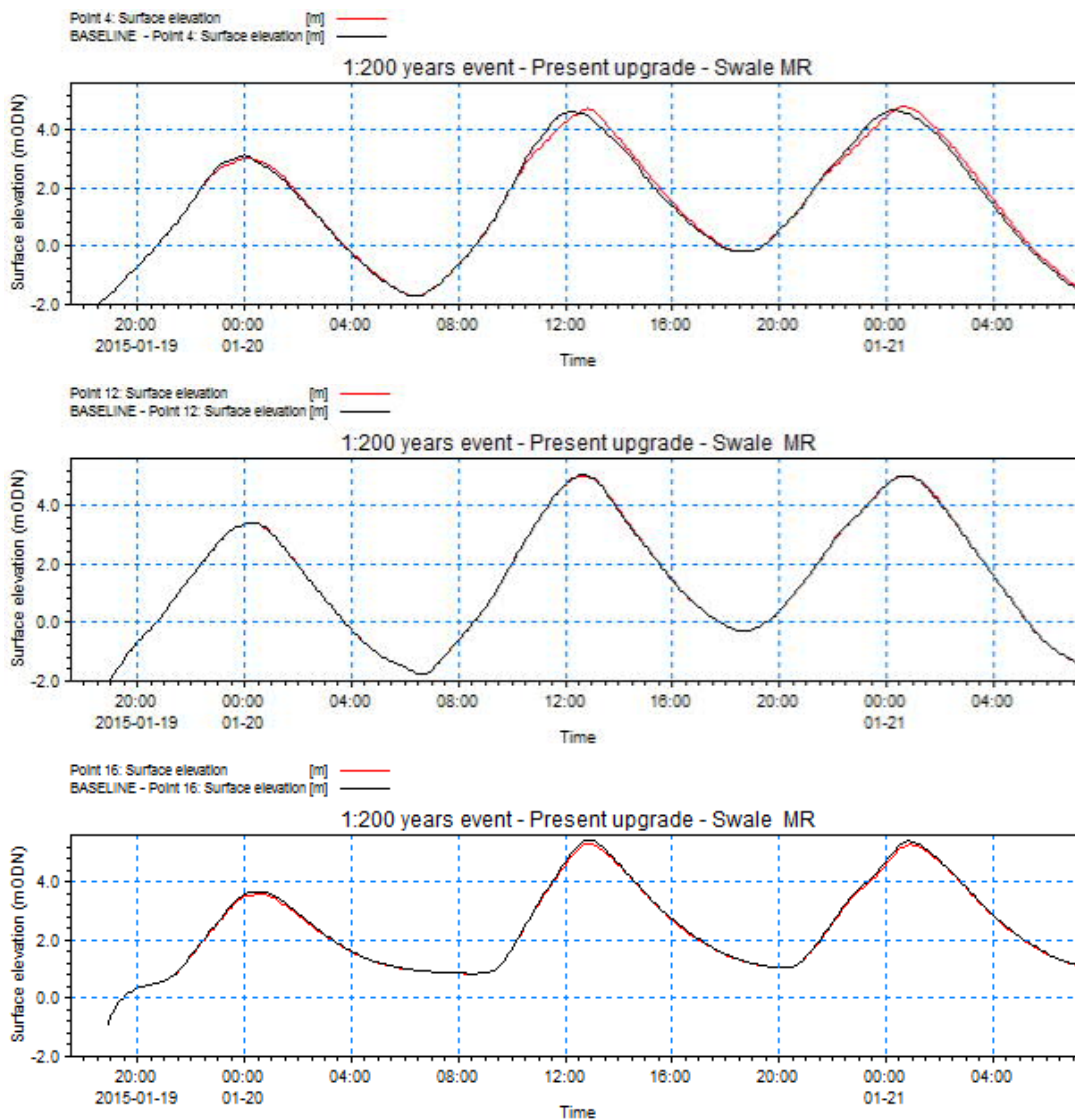 Point 4: Surface elevation [m]
BASELINE - Point 4: Surface elevation [m]
1:200 years event - Present upgrade - Swale MR
Surface elevation (mODN)
4.0
2.0
0.0
-2.0
20:00 00:00 04:00 08:00 12:00 16:00 20:00 00:00 04:00
2015-01-19 01-20 01-21
Time
Point 12: Surface elevation [m]
BASELINE - Point 12: Surface elevation [m]
1:200 years event - Present upgrade - Swale MR
Surface elevation (mODN)
4.0
2.0
0.0
-2.0
20:00 00:00 04:00 08:00 12:00 16:00 20:00 00:00 04:00
2015-01-19 01-20 01-21
Time
Point 16: Surface elevation [m]
BASELINE - Point 16: Surface elevation [m]
1:200 years event - Present upgrade - Swale MR
Surface elevation (mODN)
4.0
2.0
0.0
-2.0
20:00 00:00 04:00 08:00 12:00 16:00 20:00 00:00 04:00
2015-01-19 01-20 01-21
Time